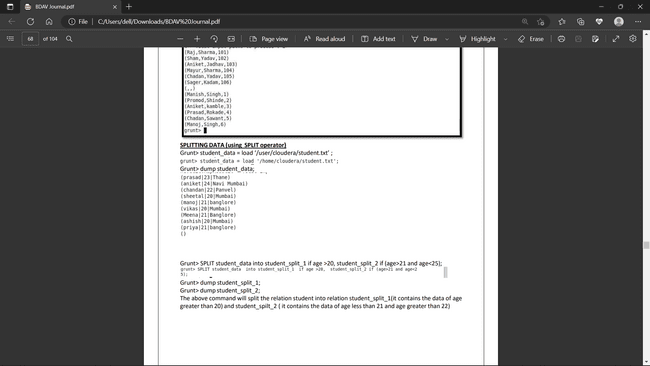 BDAV Journal.pdf
File
C:/Users/dell/Downloads/BDAV%20Journal.pdf
68 of 104
Page view
Read aloud
Add text
Draw
Highlight
Erase
(Raj,Sharma,101)
(Sham,Yadav,102)
(Aniket,Jadhav,103)
(Mayur,Sharma,104)
(Chadan,Yadav,105)
(Sager,Kadam,106)
(,,)
(Manish,Singh,1)
(Promod,Shinde,2)
(Aniket,kamble,3)
(Prasad,Rokade,4)
(Chadan,Sawant,5)
(Manoj,Singh,6)
grunt>
SPLITTING DATA (using SPLIT operator)
Grunt> student_data = load '/user/cloudera/student.txt' ;
grunt> student_data = load '/home/cloudera/student.txt';
Grunt> dump student_data;
(prasad|23|Thane)
(aniket|24|Navi Mumbai)
(chandan|22|Panvel)
(sheetal|20|Mumbai)
(manoj|21|banglore)
(vikas|20|Mumbai)
(Meena|21|Banglore)
(ashish|20|Mumbai)
(priya|21|banglore)
()
Grunt> SPLIT student_data into student_split_1 if age >20, student_split_2 if (age>21 and age<25);
grunt> SPLIT student_data into student_split_1 if age >20, student_split_2 if (age>21 and age<2
5);
Grunt> dump student_split_1;
Grunt> dump student_split_2;
The above command will split the relation student into relation student_split_1(it contains the data of age
greater than 20) and student_spilt_2 ( it contains the data of age less than 21 and age greater than 22)